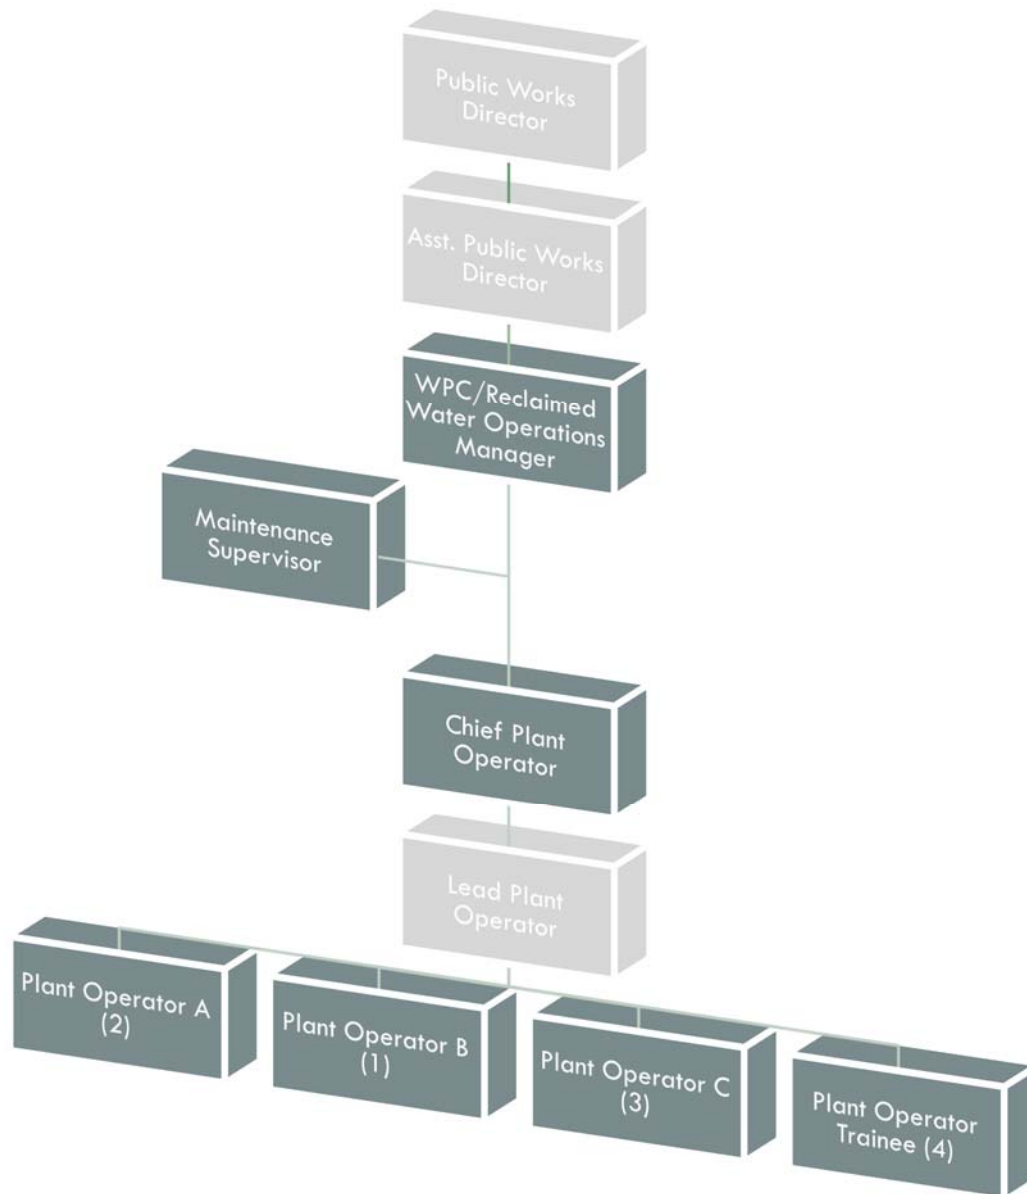 Public Works
Director
Asst. Public Works
Director
WPC/Reclaimed
Water Operations
Manager
Maintenance
Supervisor
Chief Plant
Operator
Lead Plant
Operator
Plant Operator A
(2)
Plant Operator B
(1)
Plant Operator C
(3)
Plant Operator
Trainee (4)